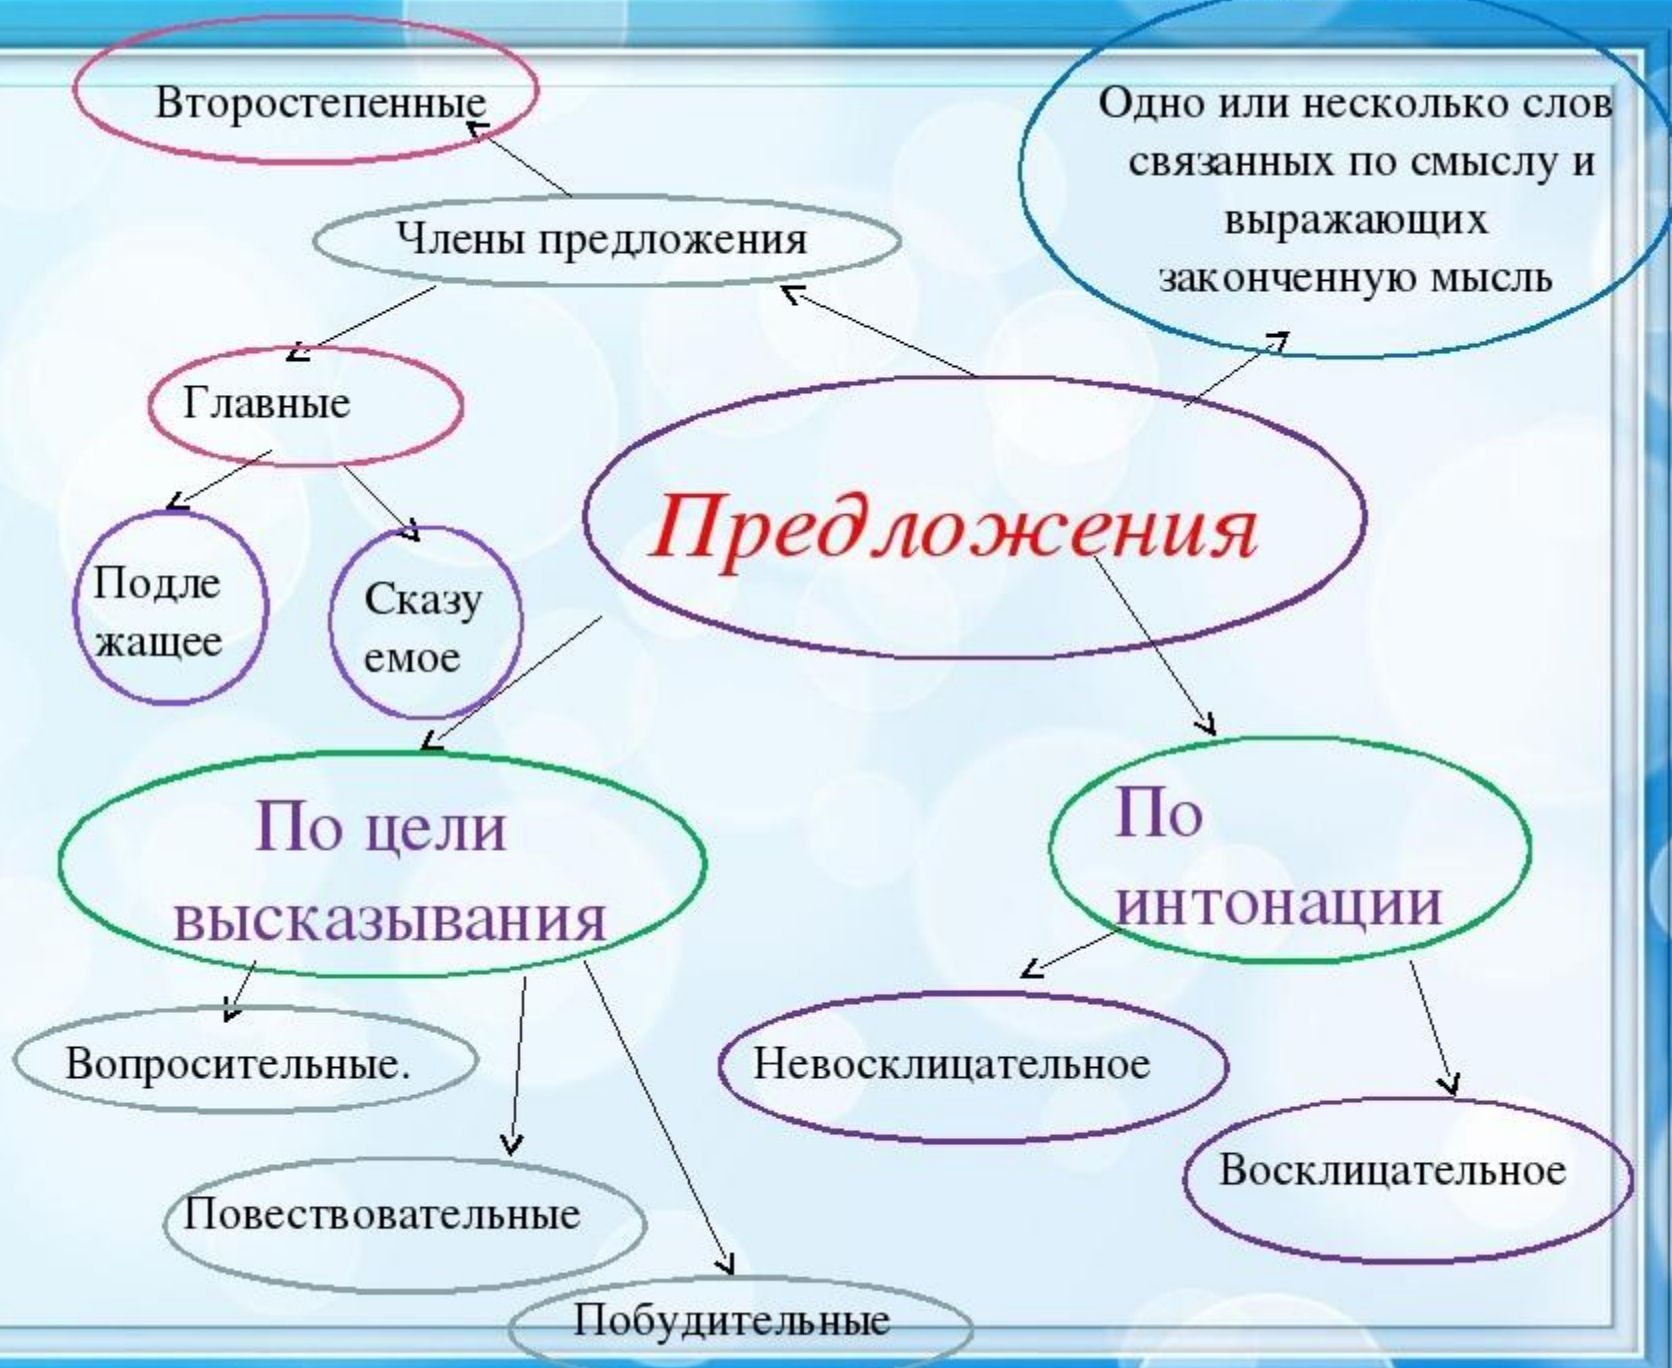 Второстепенные
Одно или несколько слов
связанных по смыслу и
выражающих
законченную мысль
Члены предложения
Главные
Предложения
Подле
жащее
Сказу
емое
По цели
высказывания
По
интонации
Вопросительные.
Невосклицательное
Восклицательное
Повествовательные
Побудительные